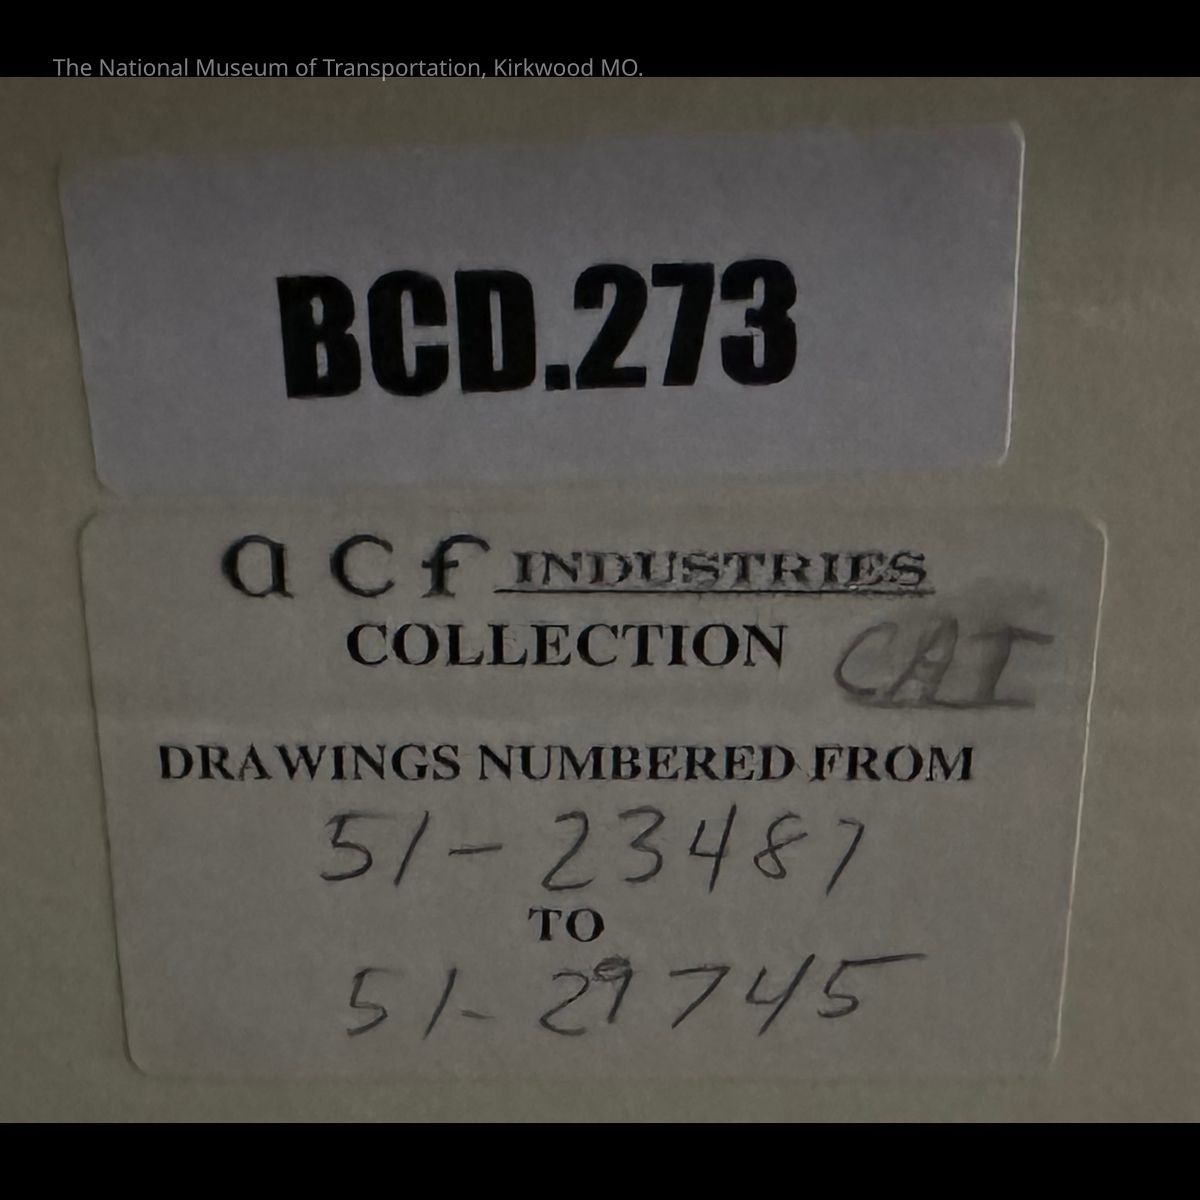 The National Museum of Transportation, Kirkwood MO.
BCD.273
acf INDUSTRIES
COLLECTION CAI
DRAWINGS NUMBERED FROM
51-23487
TO
51-29745